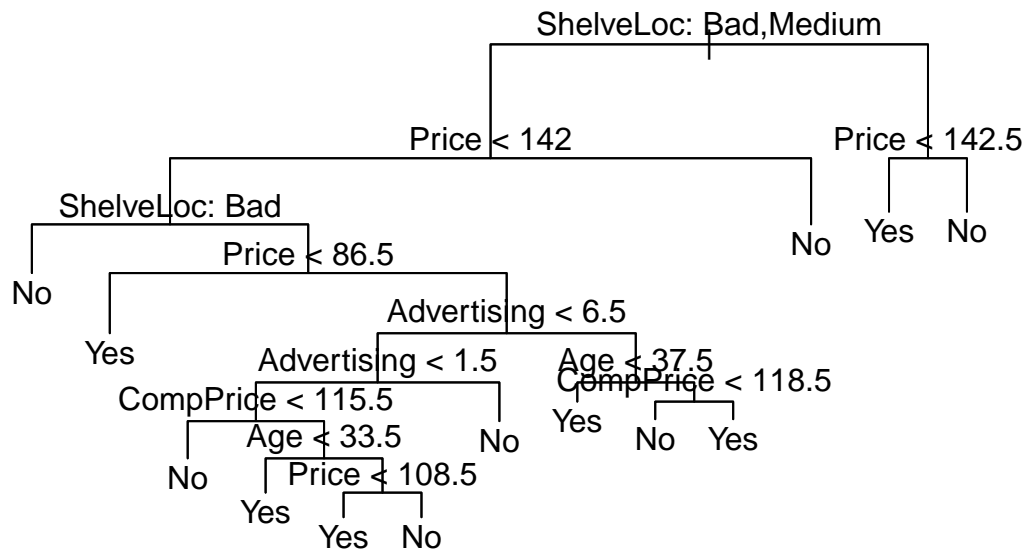 ShelveLoc: Bad,Medium
Price < 142
Price < 142.5
ShelveLoc: Bad
Yes
No
No
Price < 86.5
No
Advertising < 6.5
Yes
Advertising < 1.5
Age < 37.5
CompPrice < 118.5
CompPrice < 115.5
Yes
Age < 33.5
No
No
Yes
No
Price < 108.5
Yes
Yes
No